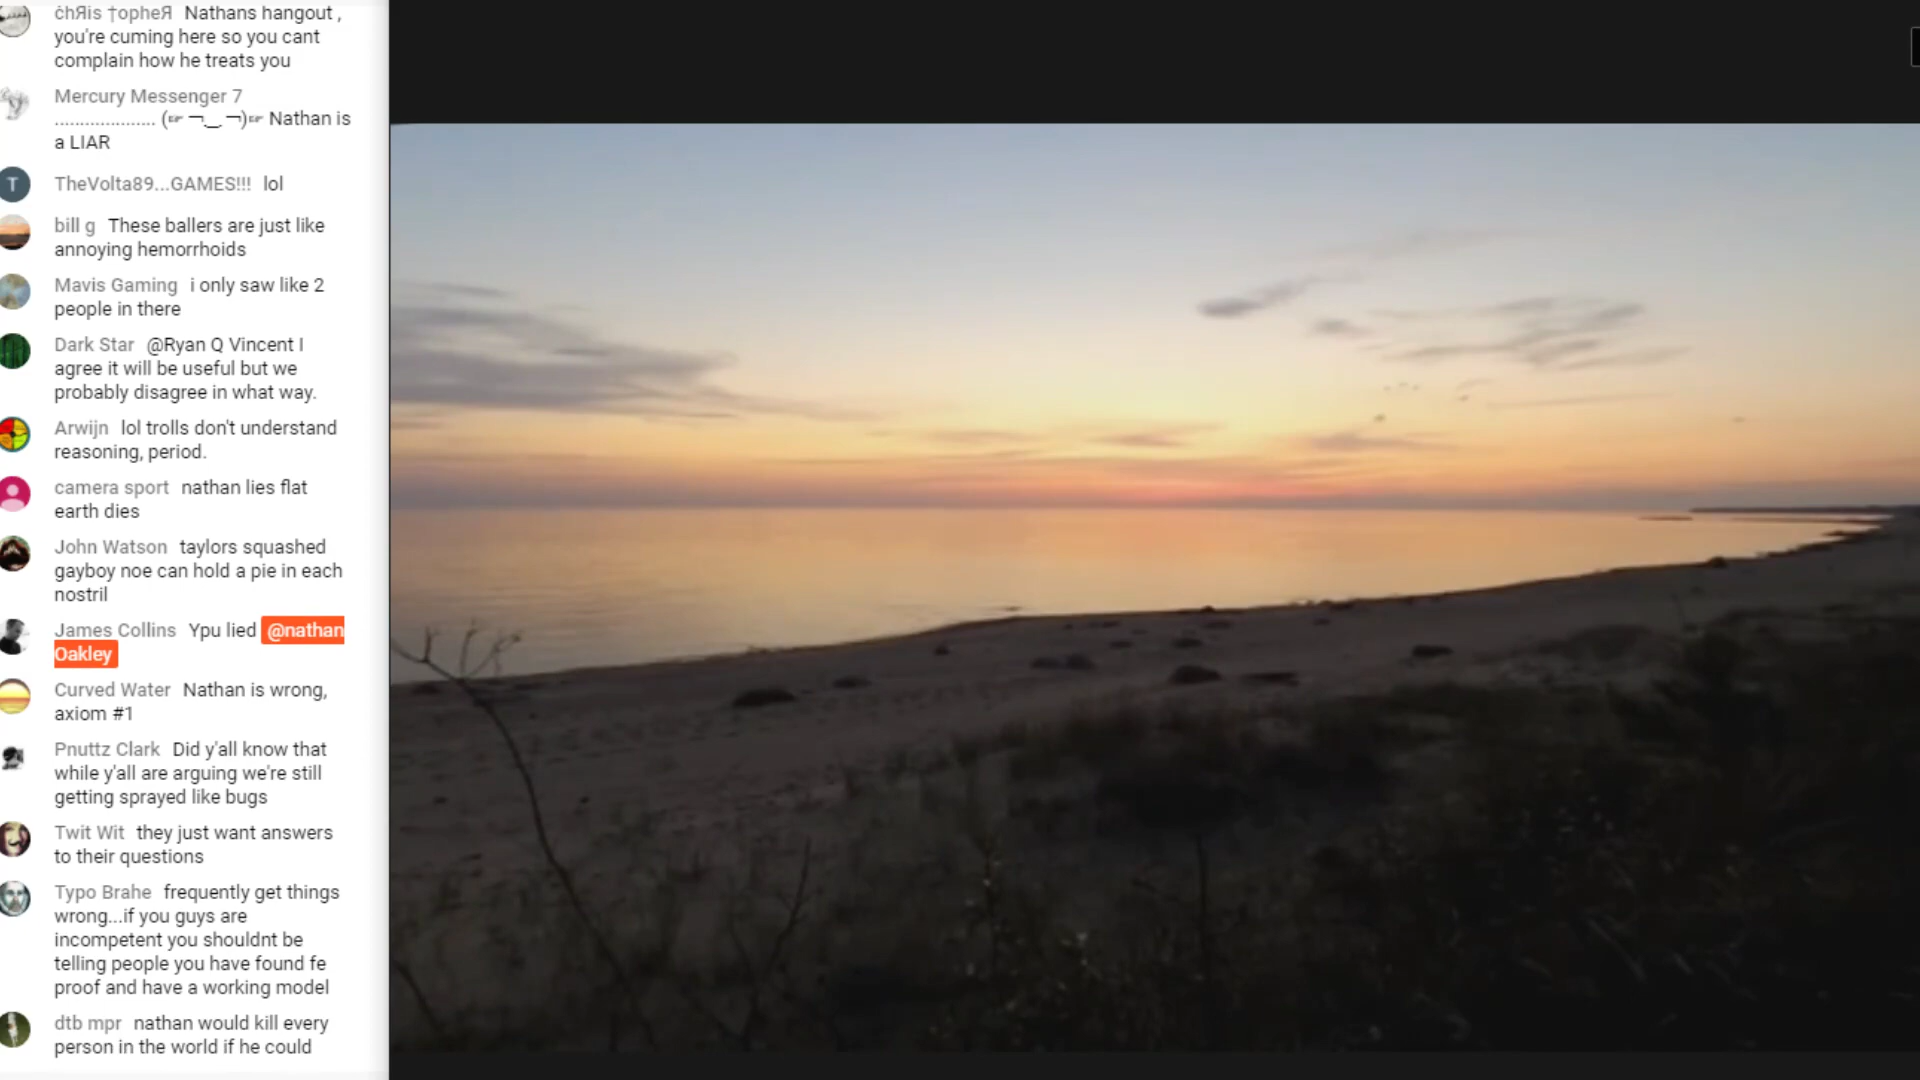 ċhЯis †opheЯ Nathans hangout ,
you're cuming here so you cant
complain how he treats you
Mercury Messenger 7
.................... (☞ ¬‿ ¬)☞ Nathan is
a LIAR
T
TheVolta89...GAMES!!! lol
bill g These ballers are just like
annoying hemorrhoids
Mavis Gaming i only saw like 2
people in there
Dark Star @Ryan Q Vincent I
agree it will be useful but we
probably disagree in what way.
Arwijn lol trolls don't understand
reasoning, period.
camera sport nathan lies flat
earth dies
John Watson taylors squashed
gayboy noe can hold a pie in each
nostril
James Collins Ypu lied @nathan
Oakley
Curved Water Nathan is wrong,
axiom #1
Pnuttz Clark Did y'all know that
while y'all are arguing we're still
getting sprayed like bugs
Twit Wit they just want answers
to their questions
Typo Brahe frequently get things
wrong...if you guys are
incompetent you shouldnt be
telling people you have found fe
proof and have a working model
dtb mpr nathan would kill every
person in the world if he could